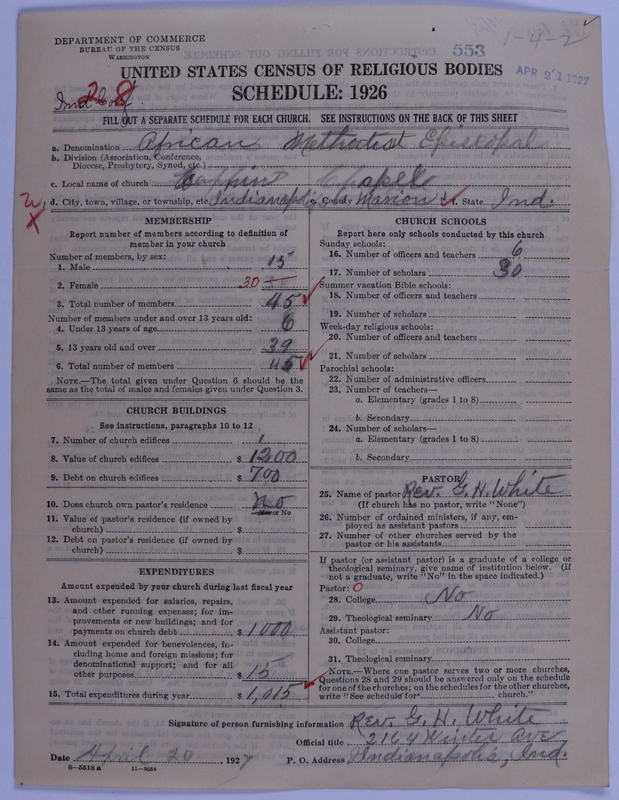 DEPARTMENT OF COMMERCE
BUREAU OF THE CENSUS
WASHINGTON
553
1-4-2
APR 21 1927
UNITED STATES CENSUS OF RELIGIOUS BODIES
SCHEDULE: 1926
Ind
28
FILL OUT A SEPARATE SCHEDULE FOR EACH CHURCH. SEE INSTRUCTIONS ON THE BACK OF THIS SHEET
a. Denomination African Methodist Episcopal
b. Division (Association, Conference, Diocese, Presbytery, Synod, etc.)
c. Local name of church
d. City, town, village, or township, etc. Indianapolis e. County Marion f. State Ind.
MEMBERSHIP
Report number of members according to definition of member in your church
Number of members, by sex:
1. Male 15
2. Female 30
3. Total number of members 45
Number of members under and over 13 years old:
4. Under 13 years of age 6
5. 13 years old and over 39
6. Total number of members 45
NOTE.—The total given under Question 6 should be the same as the total of males and females given under Question 3.
CHURCH BUILDINGS
See instructions, paragraphs 10 to 12
7. Number of church edifices 1
8. Value of church edifices $ 1200
9. Debt on church edifices $ 700
10. Does church own pastor's residence No
Yes or No
11. Value of pastor's residence (if owned by church) $
12. Debt on pastor's residence (if owned by church) $
EXPENDITURES
Amount expended by your church during last fiscal year
13. Amount expended for salaries, repairs, and other running expenses; for improvements or new buildings; and for payments on church debt $ 1000
14. Amount expended for benevolences, including home and foreign missions; for denominational support; and for all other purposes $ 15
15. Total expenditures during year $ 1,015
CHURCH SCHOOLS
Report here only schools conducted by this church
Sunday schools:
16. Number of officers and teachers 6
17. Number of scholars 30
Summer vacation Bible schools:
18. Number of officers and teachers
19. Number of scholars
Week-day religious schools:
20. Number of officers and teachers
21. Number of scholars
Parochial schools:
22. Number of administrative officers
23. Number of teachers—
a. Elementary (grades 1 to 8)
b. Secondary
24. Number of scholars—
a. Elementary (grades 1 to 8)
b. Secondary
PASTOR
25. Name of pastor Rev. G. H. White
(If church has no pastor, write "None")
26. Number of ordained ministers, if any, employed as assistant pastors
27. Number of other churches served by the pastor or his assistants
If pastor (or assistant pastor) is a graduate of a college or theological seminary, give name of institution below. (If not a graduate, write "No" in the space indicated.)
Pastor: O
28. College No
29. Theological seminary No
Assistant pastor:
30. College
31. Theological seminary
NOTE.—Where one pastor serves two or more churches, Questions 28 and 29 should be answered only on the schedule for one of the churches; on the schedules for the other churches, write "See schedule for church."
Signature of person furnishing information Rev. G. H. White
Official title 2164 Winter Ave
Date April 20, 1927 P. O. Address Indianapolis, Ind.
8—5518 a 11—9054